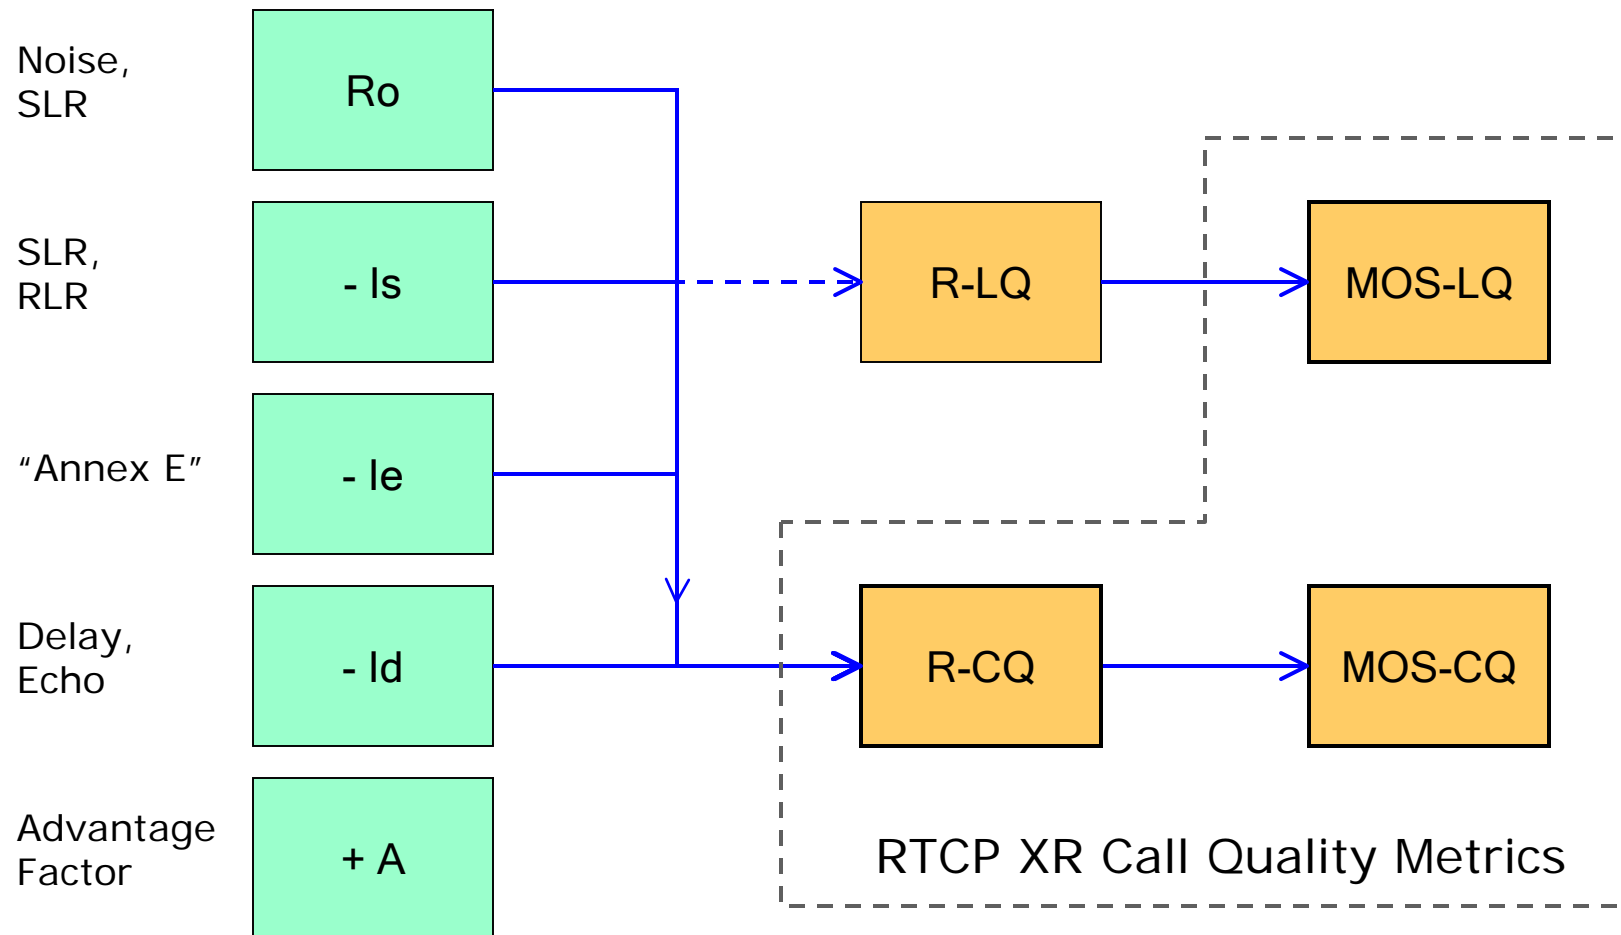 Noise,
SLR
Ro
SLR,
RLR
- Is
R-LQ
MOS-LQ
“Annex E”
- Ie
Delay,
Echo
- Id
R-CQ
MOS-CQ
Advantage
Factor
+ A
RTCP XR Call Quality Metrics